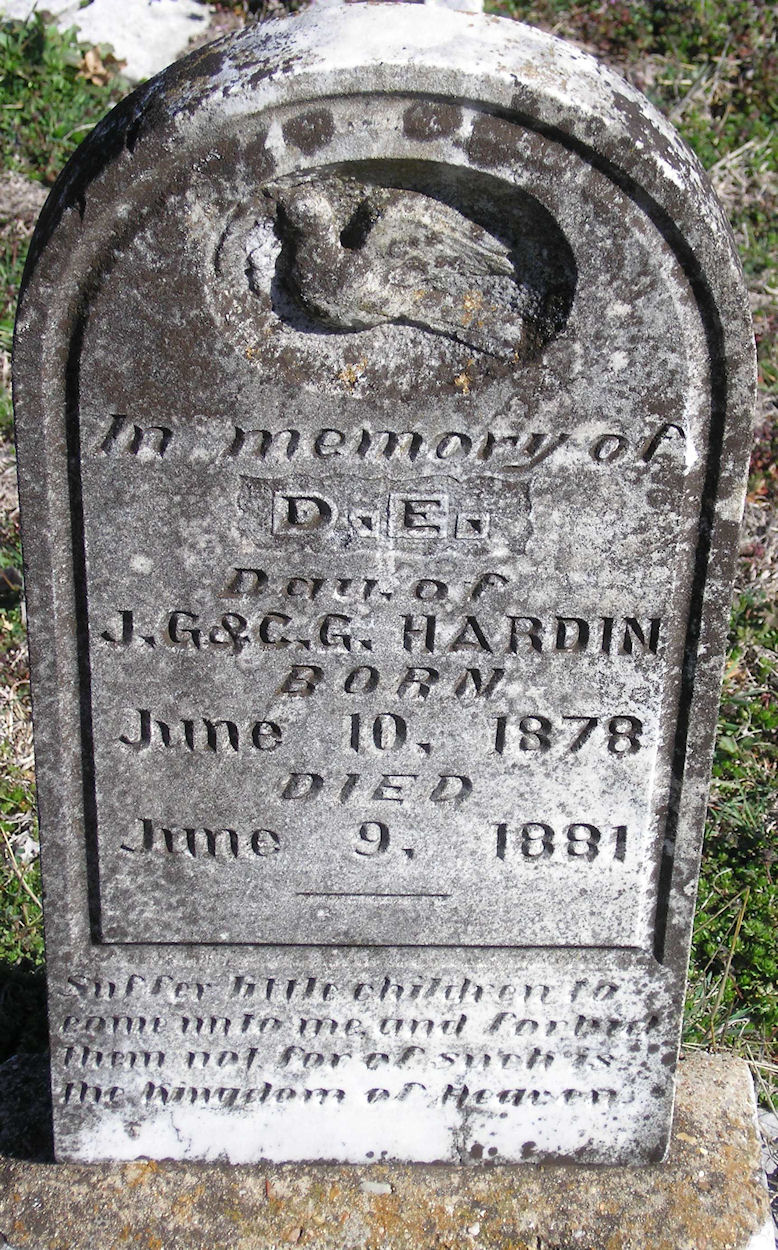 In memory of
D. E.
Dau. of
J. G & C. G. HARDIN
BORN
June 10, 1878
DIED
June 9, 1881
Suffer little children to
come unto me and forbid
them not, for of such is
the kingdom of Heaven.